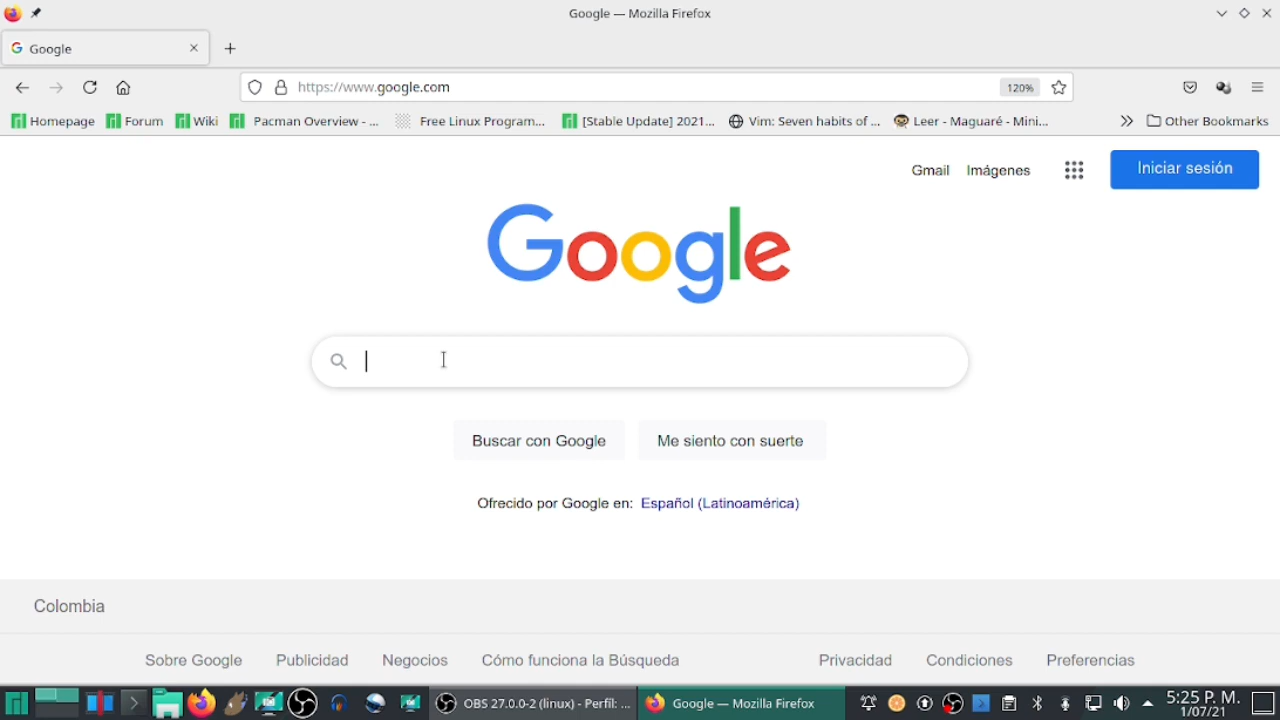 Google — Mozilla Firefox
Google
https://www.google.com
120%
Homepage Forum Wiki Pacman Overview - ... Free Linux Program... [Stable Update] 2021... Vim: Seven habits of ... Leer - Maguaré - Mini... Other Bookmarks
Gmail Imágenes Iniciar sesión
Google
Buscar con Google Me siento con suerte
Ofrecido por Google en: Español (Latinoamérica)
Colombia
Sobre Google Publicidad Negocios Cómo funciona la Búsqueda Privacidad Condiciones Preferencias
OBS 27.0.0-2 (linux) - Perfil: ... Google — Mozilla Firefox 5:25 P. M.
1/07/21